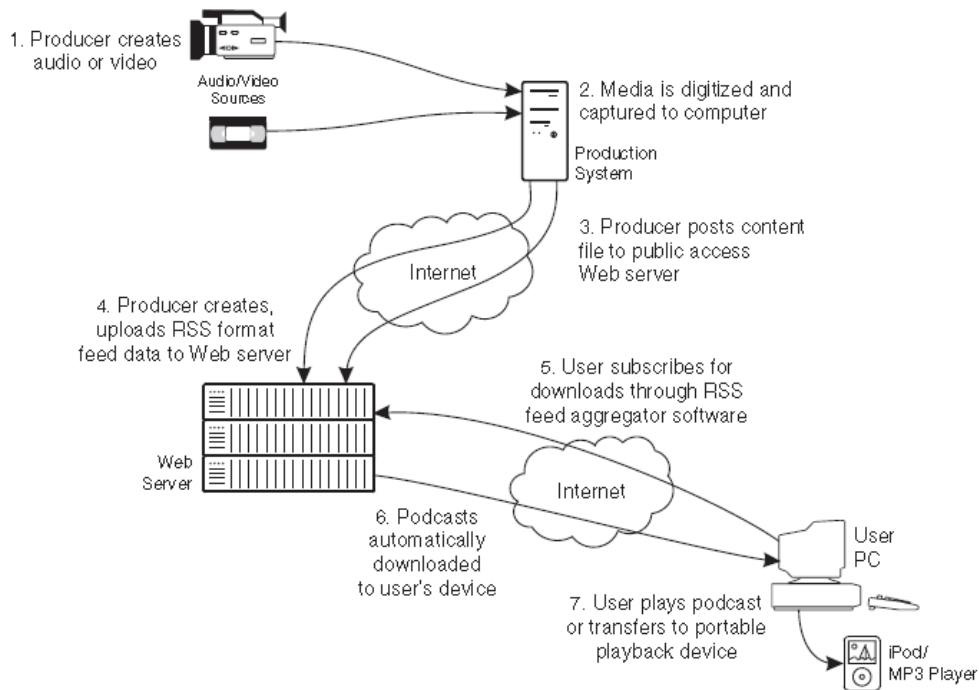 1. Producer creates
audio or video
Audio/Video
Sources
2. Media is digitized and
captured to computer
Production
System
3. Producer posts content
file to public access
Web server
Internet
4. Producer creates,
uploads RSS format
feed data to Web server
5. User subscribes for
downloads through RSS
feed aggregator software
Web
Server
Internet
6. Podcasts
automatically
downloaded
to user's device
User
PC
7. User plays podcast
or transfers to portable
playback device
iPod/
MP3 Player